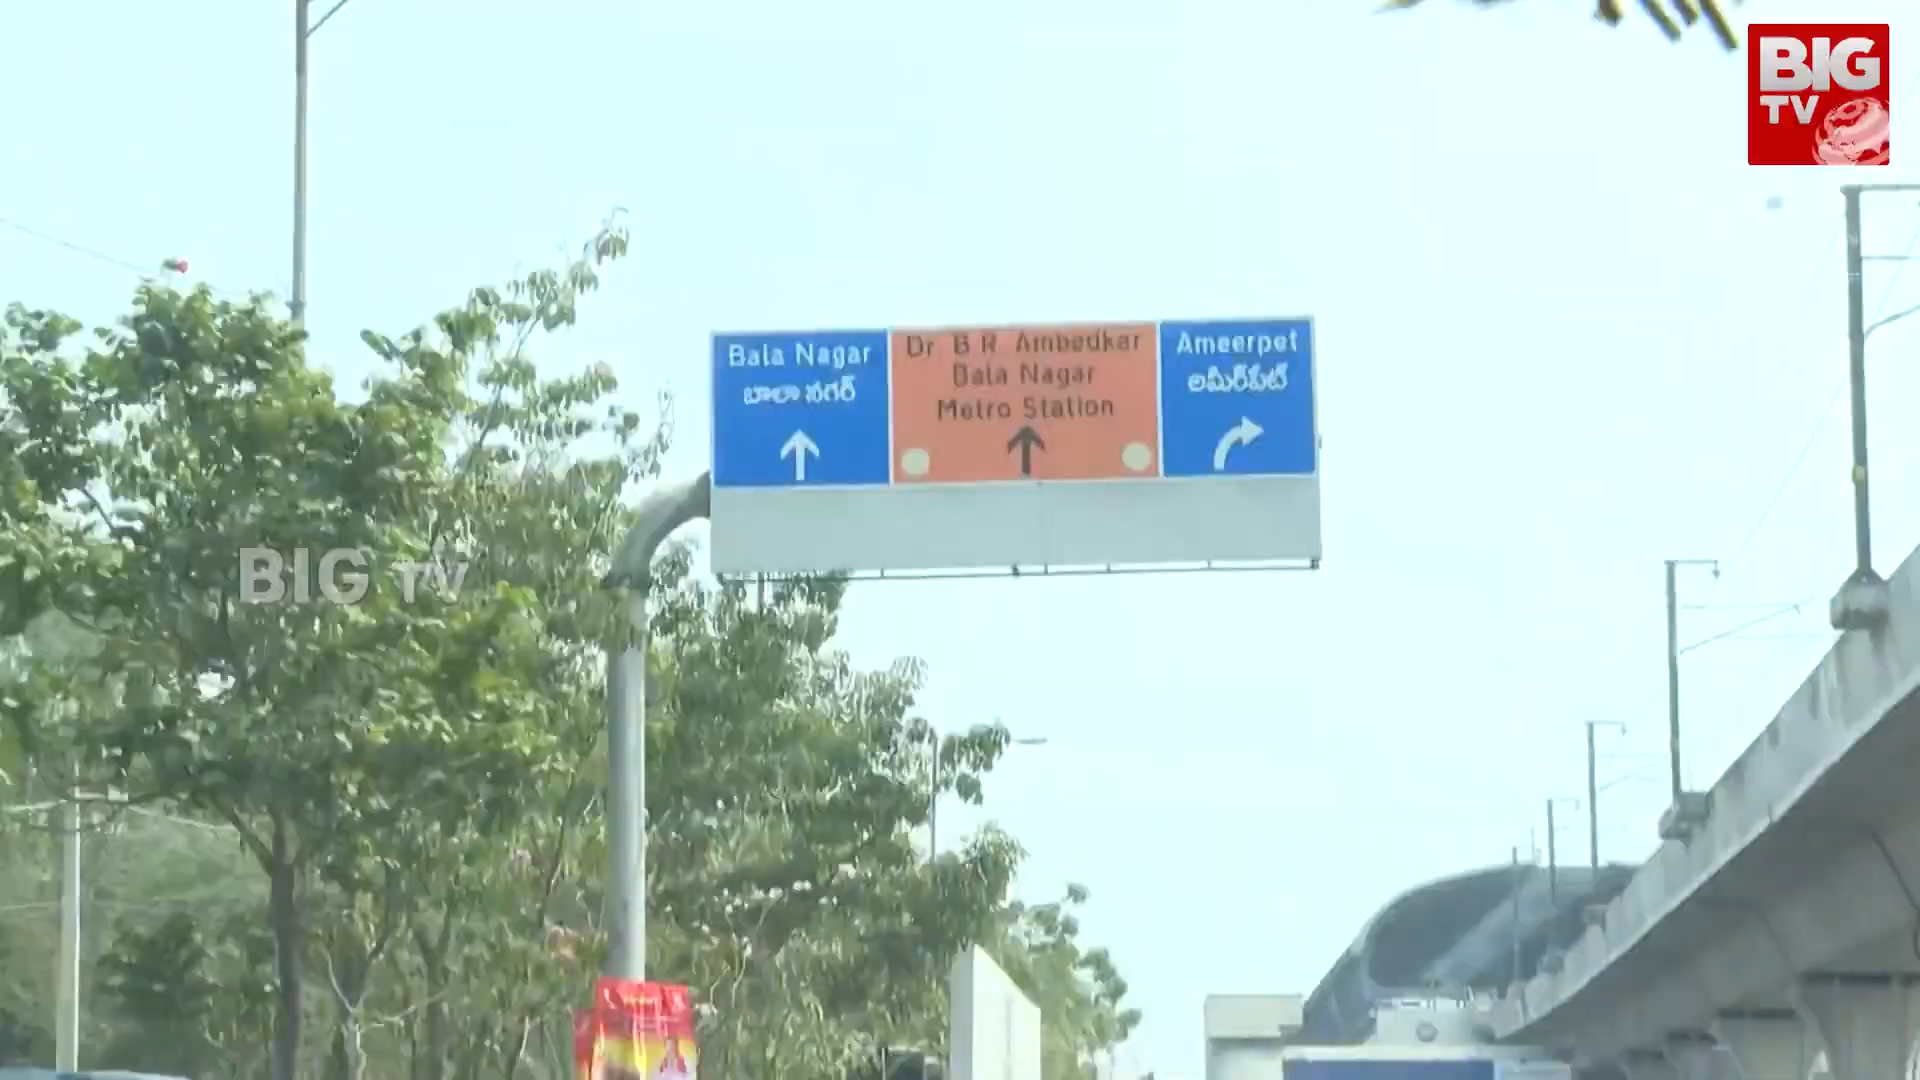 BIG
TV
Bala Nagar
బాలా నగర్
Dr. B R. Ambedkar
Bala Nagar
Metro Station
Ameerpet
అమీర్‌పేట్
BIG TV